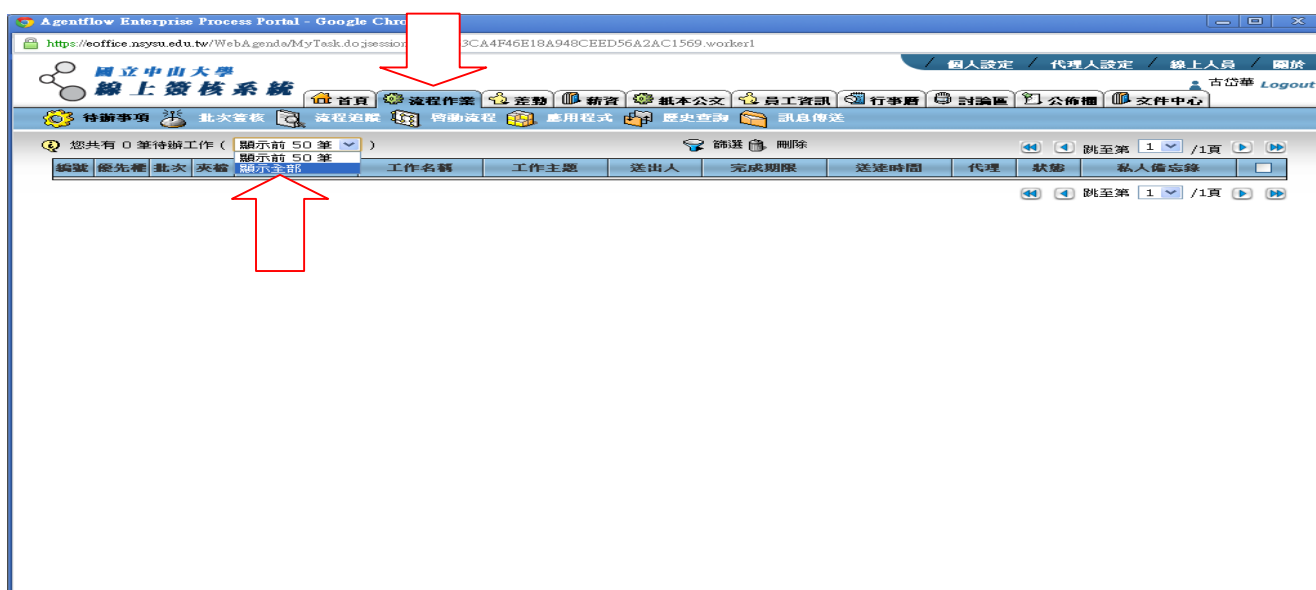 Agentflow Enterprise Process Portal - Google Chro
https://eoffice.nsysu.edu.tw/WebAgenda/MyTask.do;jsession 3CA4F46E18A948CEED56A2AC1569.worker1
/ 個人設定 / 代理人設定 / 線上人員 / 關於
國立中山大學
線上簽核系統
古岱華 Logout
首頁 流程作業 差勤 薪資 紙本公文 員工資訊 行事曆 討論區 公佈欄 文件中心
待辦事項 批次簽核 流程追蹤 啟動流程 應用程式 歷史查詢 訊息傳送
您共有 0 筆待辦工作 ( 顯示前 50 筆 ) 篩選 刪除 跳至第 1 /1頁
顯示前 50 筆
顯示全部
編號 優先權 批次 夾檔 工作名稱 工作主題 送出人 完成期限 送達時間 代理 狀態 私人備忘錄
跳至第 1 /1頁